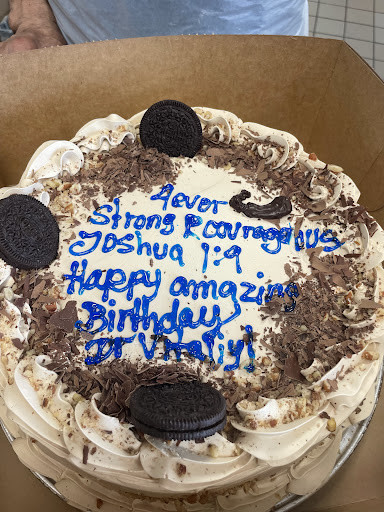 4ever
Strong & courageous
Joshua 1:9
Happy amazing
Birthday
Dr Vitaliy!